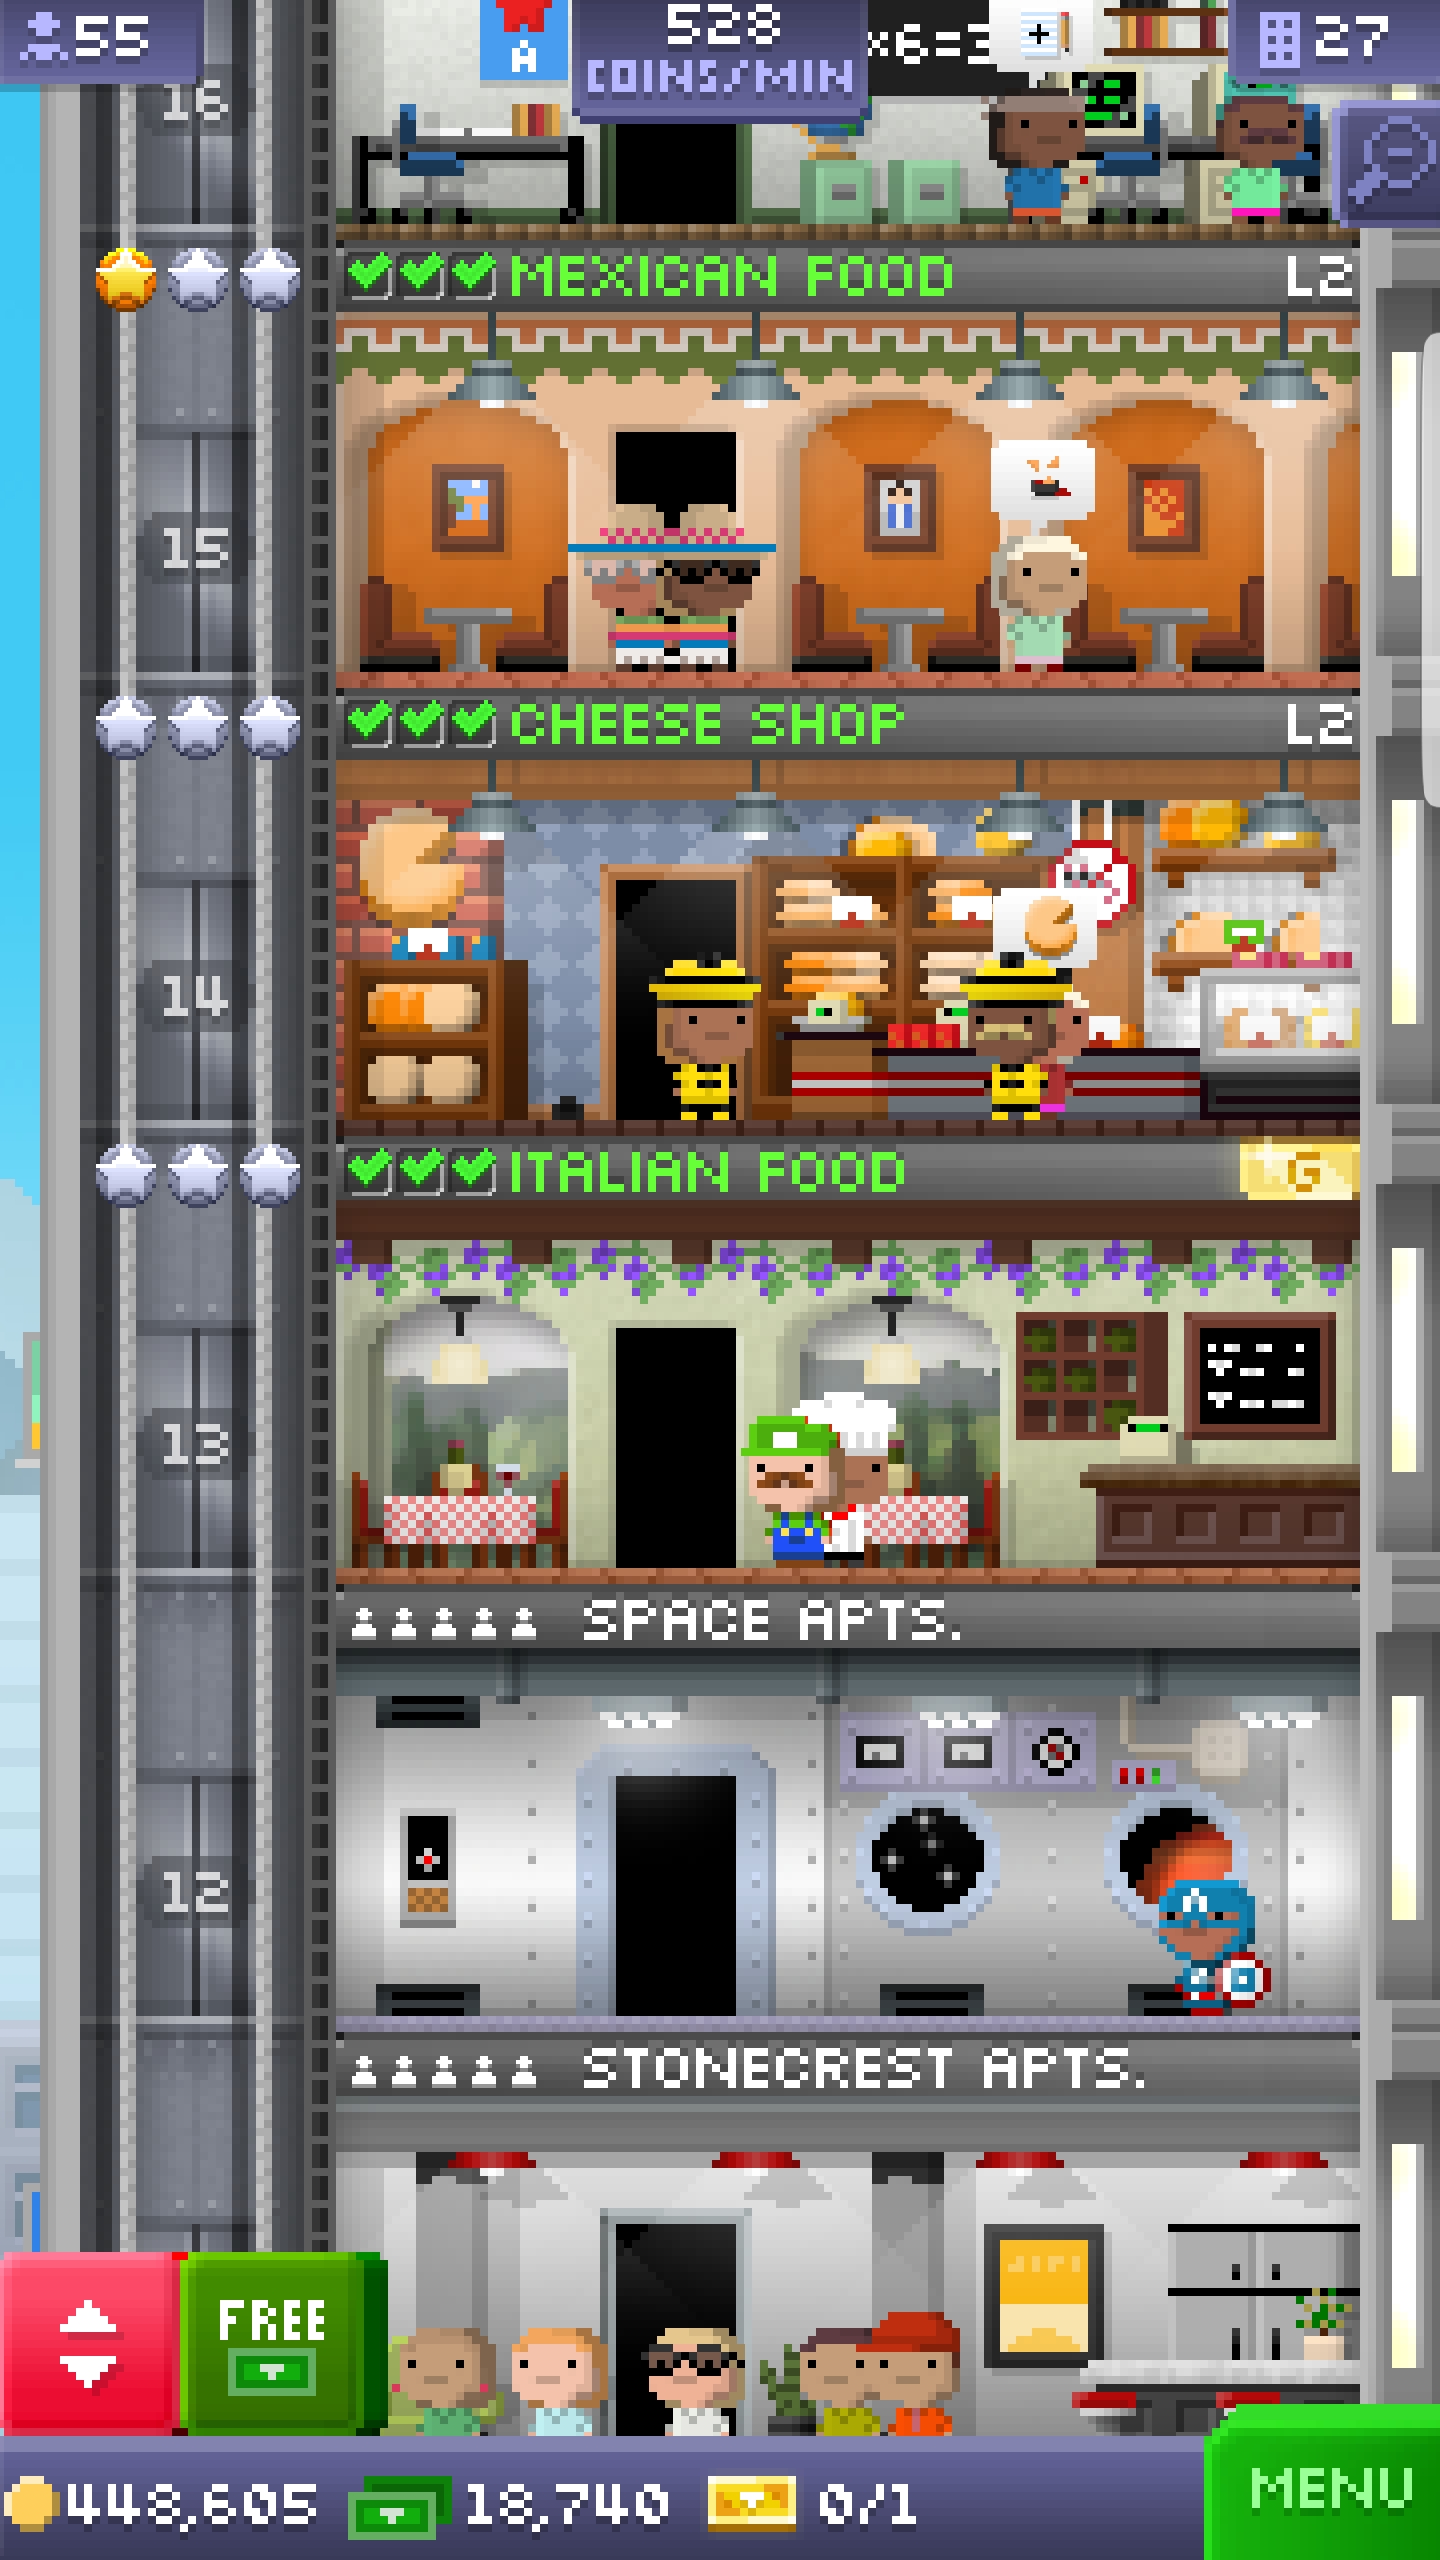 55
A
528
COINS/MIN
×6=3
27
16
MEXICAN FOOD
L2
15
CHEESE SHOP
L2
14
ITALIAN FOOD
G
13
SPACE APTS.
12
STONECREST APTS.
FREE
448,605
18,740
0/1
MENU